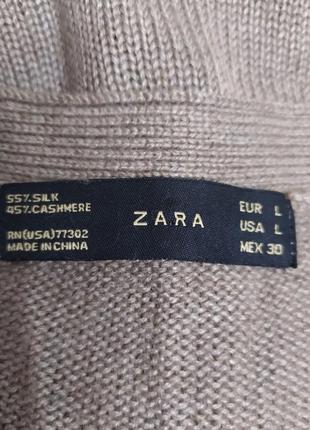 55% SILK
45% CASHMERE
RN(USA)77302
MADE IN CHINA
ZARA
EUR L
USA L
MEX 30